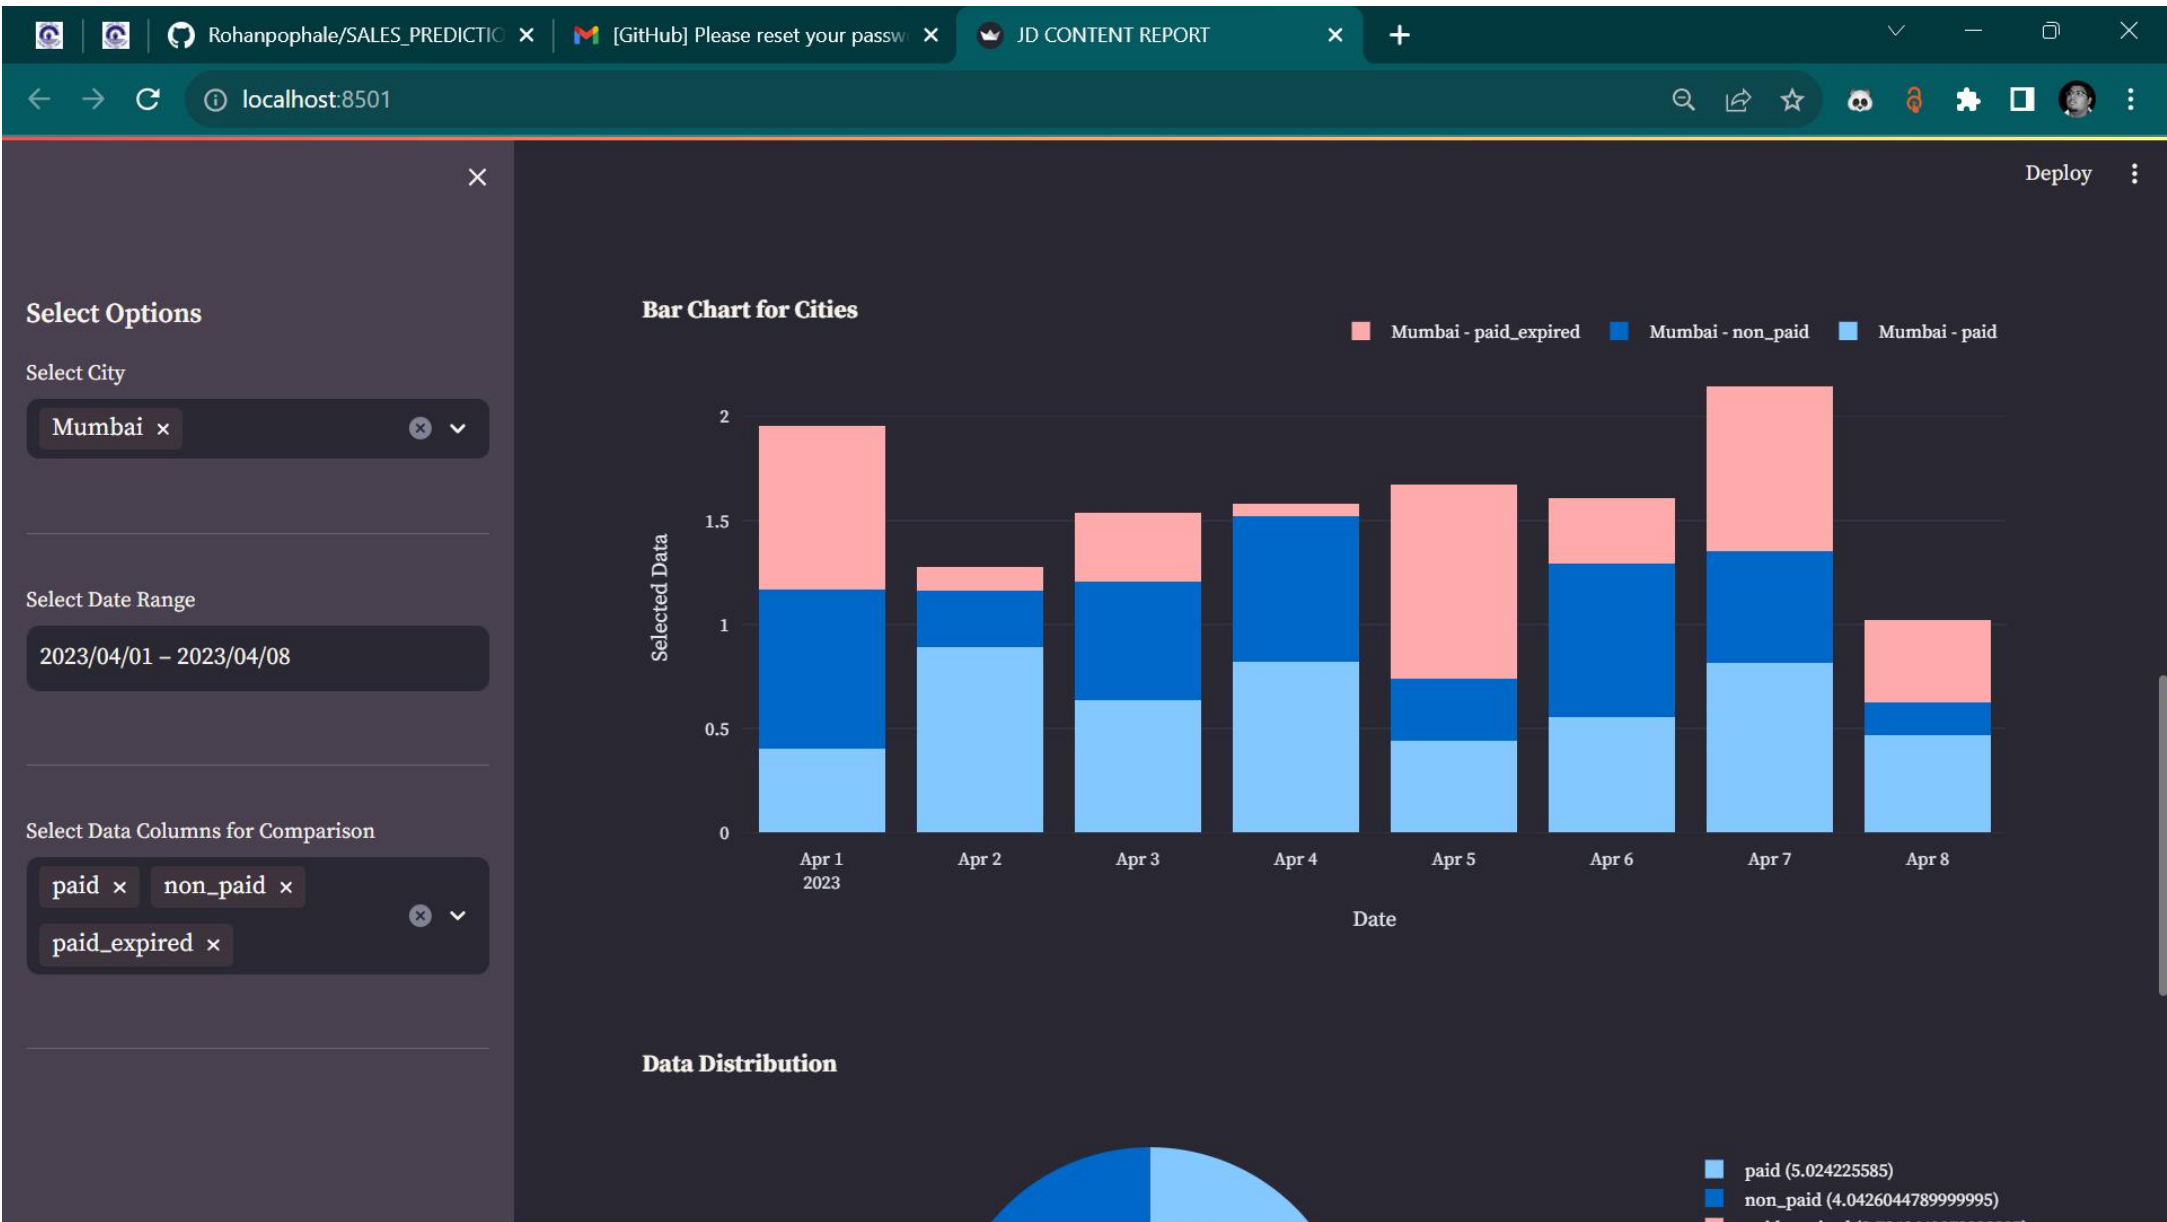 Rohanpophale/SALES_PREDICTIO
[GitHub] Please reset your passw
JD CONTENT REPORT
localhost:8501
Deploy
Select Options
Select City
Mumbai
Select Date Range
2023/04/01 – 2023/04/08
Select Data Columns for Comparison
paid non_paid
paid_expired
Bar Chart for Cities
Mumbai - paid_expired Mumbai - non_paid Mumbai - paid
2
1.5
1
0.5
0
Selected Data
Apr 1 Apr 2 Apr 3 Apr 4 Apr 5 Apr 6 Apr 7 Apr 8
2023
Date
Data Distribution
paid (5.024225585)
non_paid (4.0426044789999995)